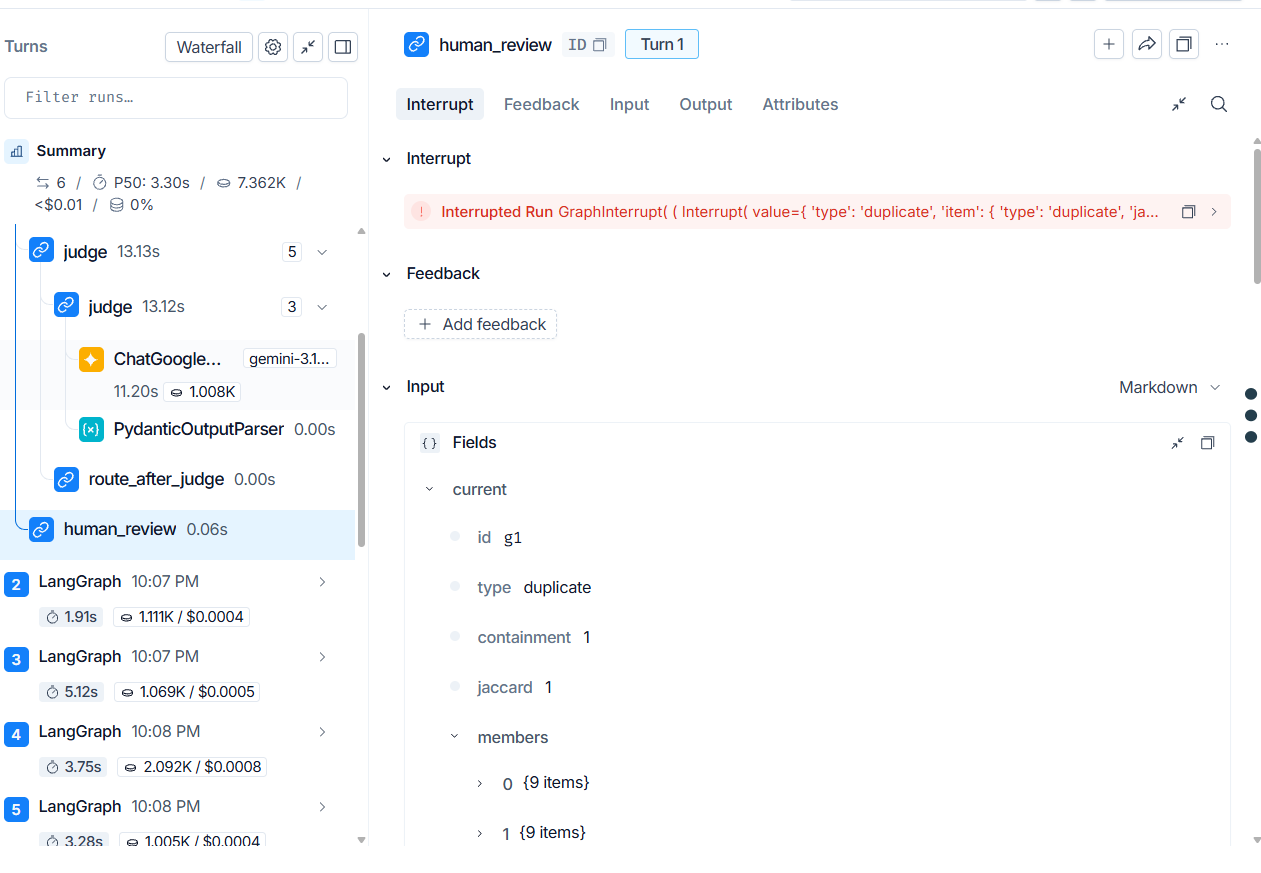 Turns
Waterfall
Filter runs…
Summary
6 / P50: 3.30s / 7.362K /
<$0.01 / 0%
judge 13.13s 5
judge 13.12s 3
ChatGoogle... gemini-3.1...
11.20s 1.008K
PydanticOutputParser 0.00s
route_after_judge 0.00s
human_review 0.06s
2 LangGraph 10:07 PM
1.91s 1.111K / $0.0004
3 LangGraph 10:07 PM
5.12s 1.069K / $0.0005
4 LangGraph 10:08 PM
3.75s 2.092K / $0.0008
5 LangGraph 10:08 PM
3.28s 1.005K / $0.0004
human_review ID Turn 1
Interrupt Feedback Input Output Attributes
Interrupt
! Interrupted Run GraphInterrupt( ( Interrupt( value={ 'type': 'duplicate', 'item': { 'type': 'duplicate', 'ja...
Feedback
+ Add feedback
Input Markdown
{} Fields
current
id g1
type duplicate
containment 1
jaccard 1
members
0 {9 items}
1 {9 items}